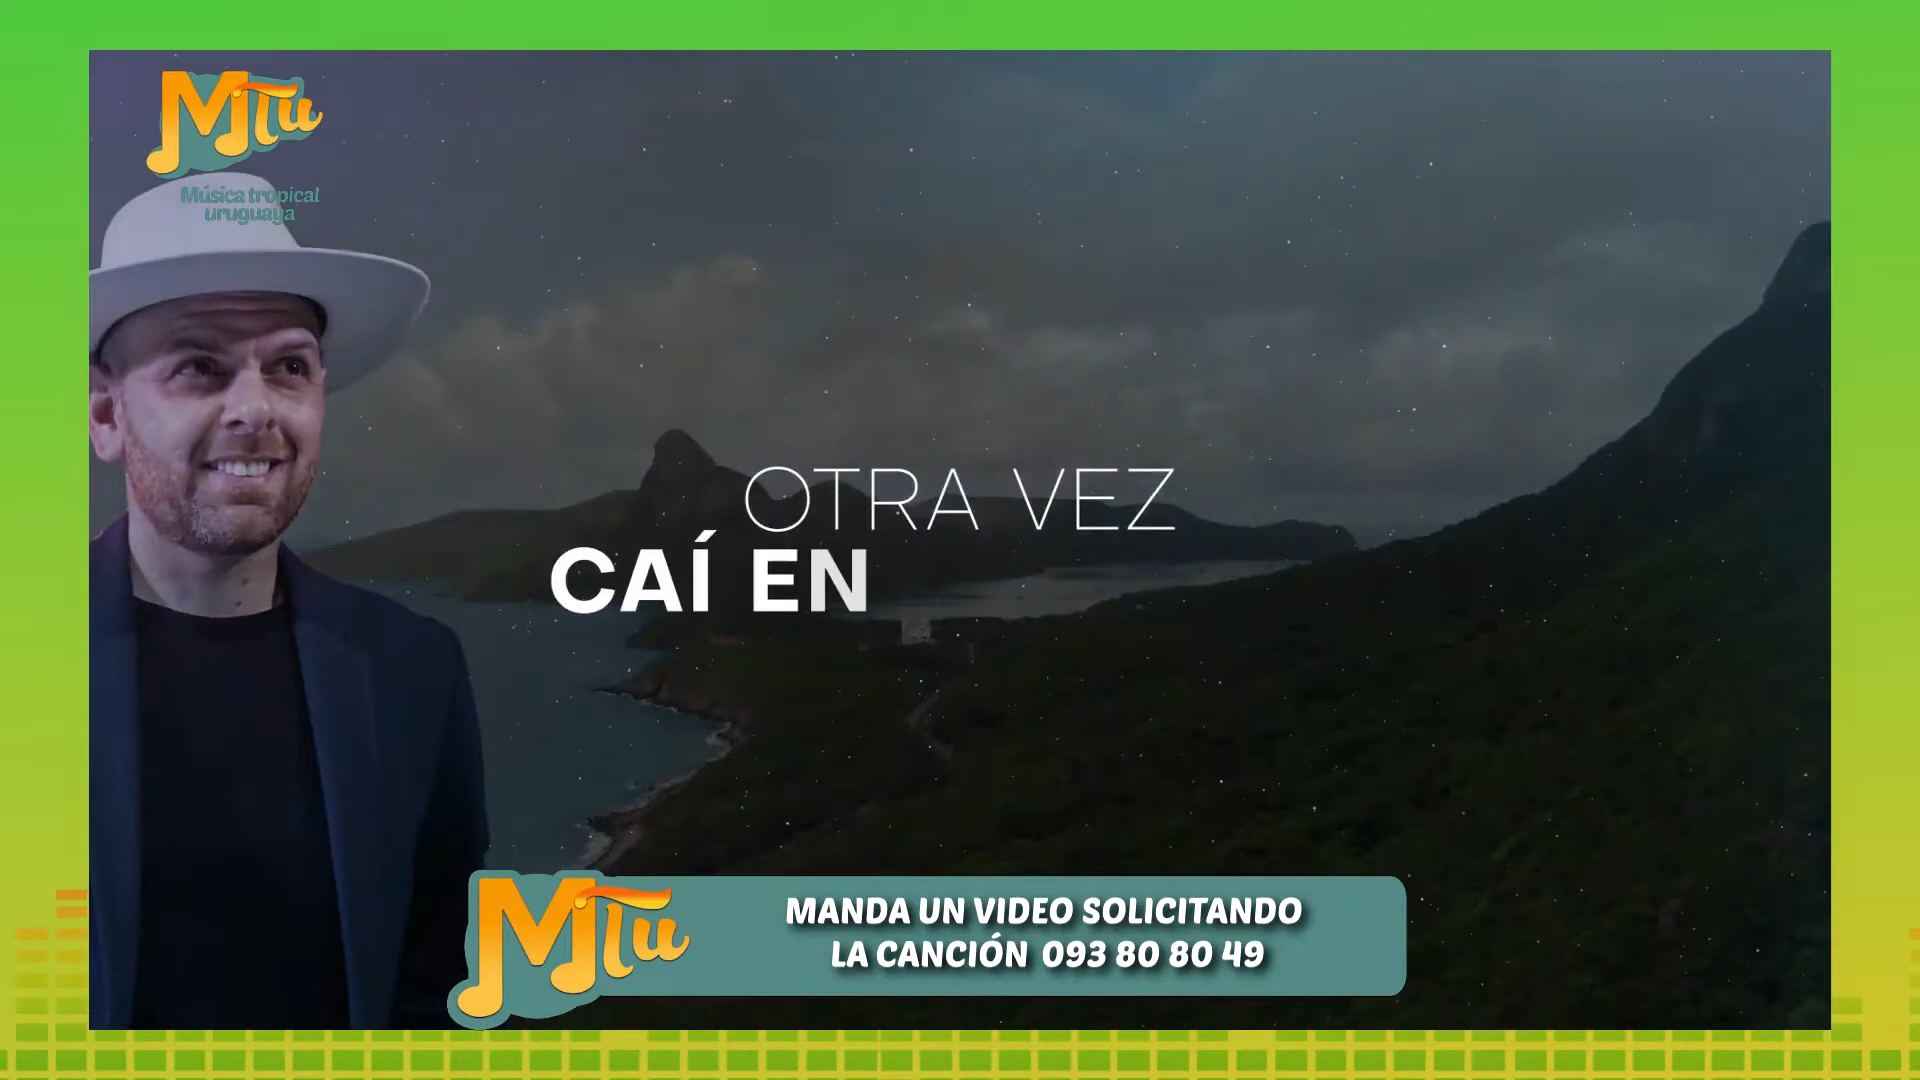 MTu
Música tropical
uruguaya
OTRA VEZ
CAÍ EN
MTu
MANDA UN VIDEO SOLICITANDO
LA CANCIÓN 093 80 80 49